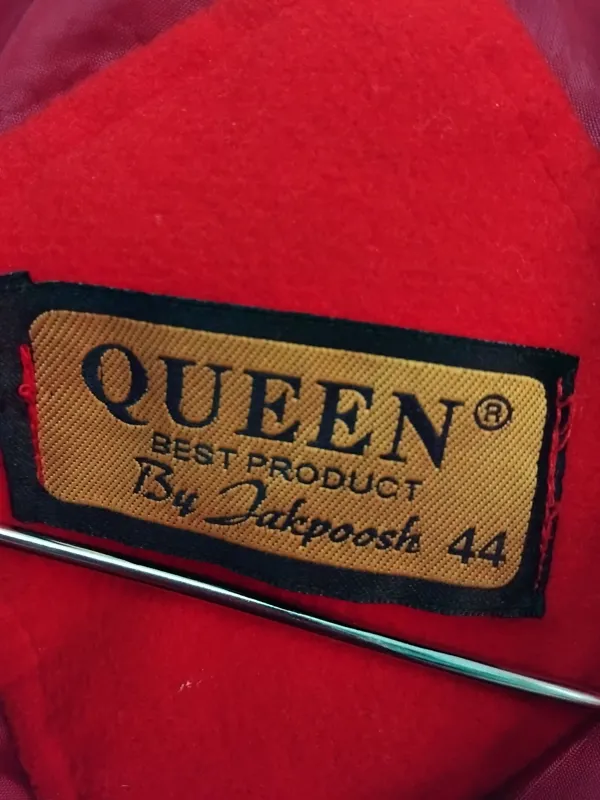 QUEEN®
BEST PRODUCT
By Jakpoosh 44